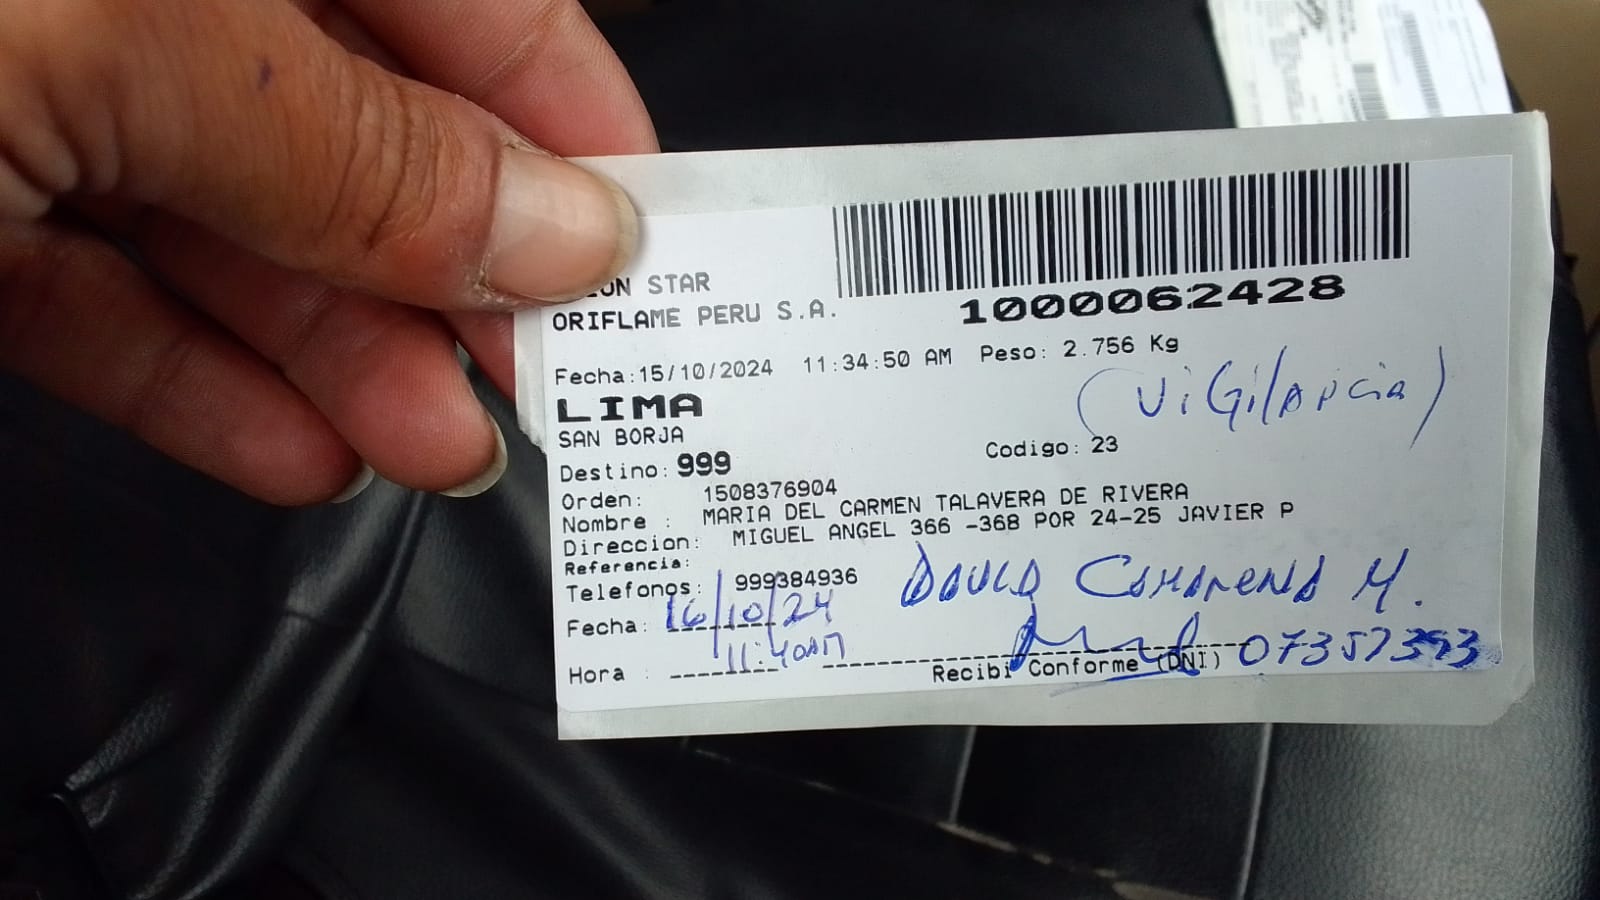 STAR
ORIFLAME PERU S.A.
1000062428
Fecha:15/10/2024 11:34:50 AM Peso: 2.756 Kg
(ViGilAnciA)
LIMA
SAN BORJA
Codigo: 23
Destino: 999
Orden: 1508376904
Nombre : MARIA DEL CARMEN TALAVERA DE RIVERA
Direccion: MIGUEL ANGEL 366 -368 POR 24-25 JAVIER P
Referencia:
Telefonos: 999384936
M.
Fecha: 16/10/24
Hora : 11:40am
Recibi Conforme (DNI) 07357393